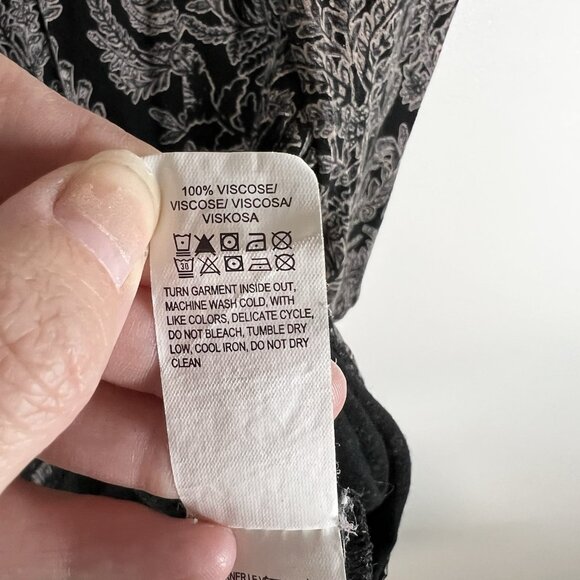 100% VISCOSE/
VISCOSE/ VISCOSA/
VISKOSA
30
TURN GARMENT INSIDE OUT,
MACHINE WASH COLD, WITH
LIKE COLORS, DELICATE CYCLE,
DO NOT BLEACH, TUMBLE DRY
LOW, COOL IRON, DO NOT DRY
CLEAN